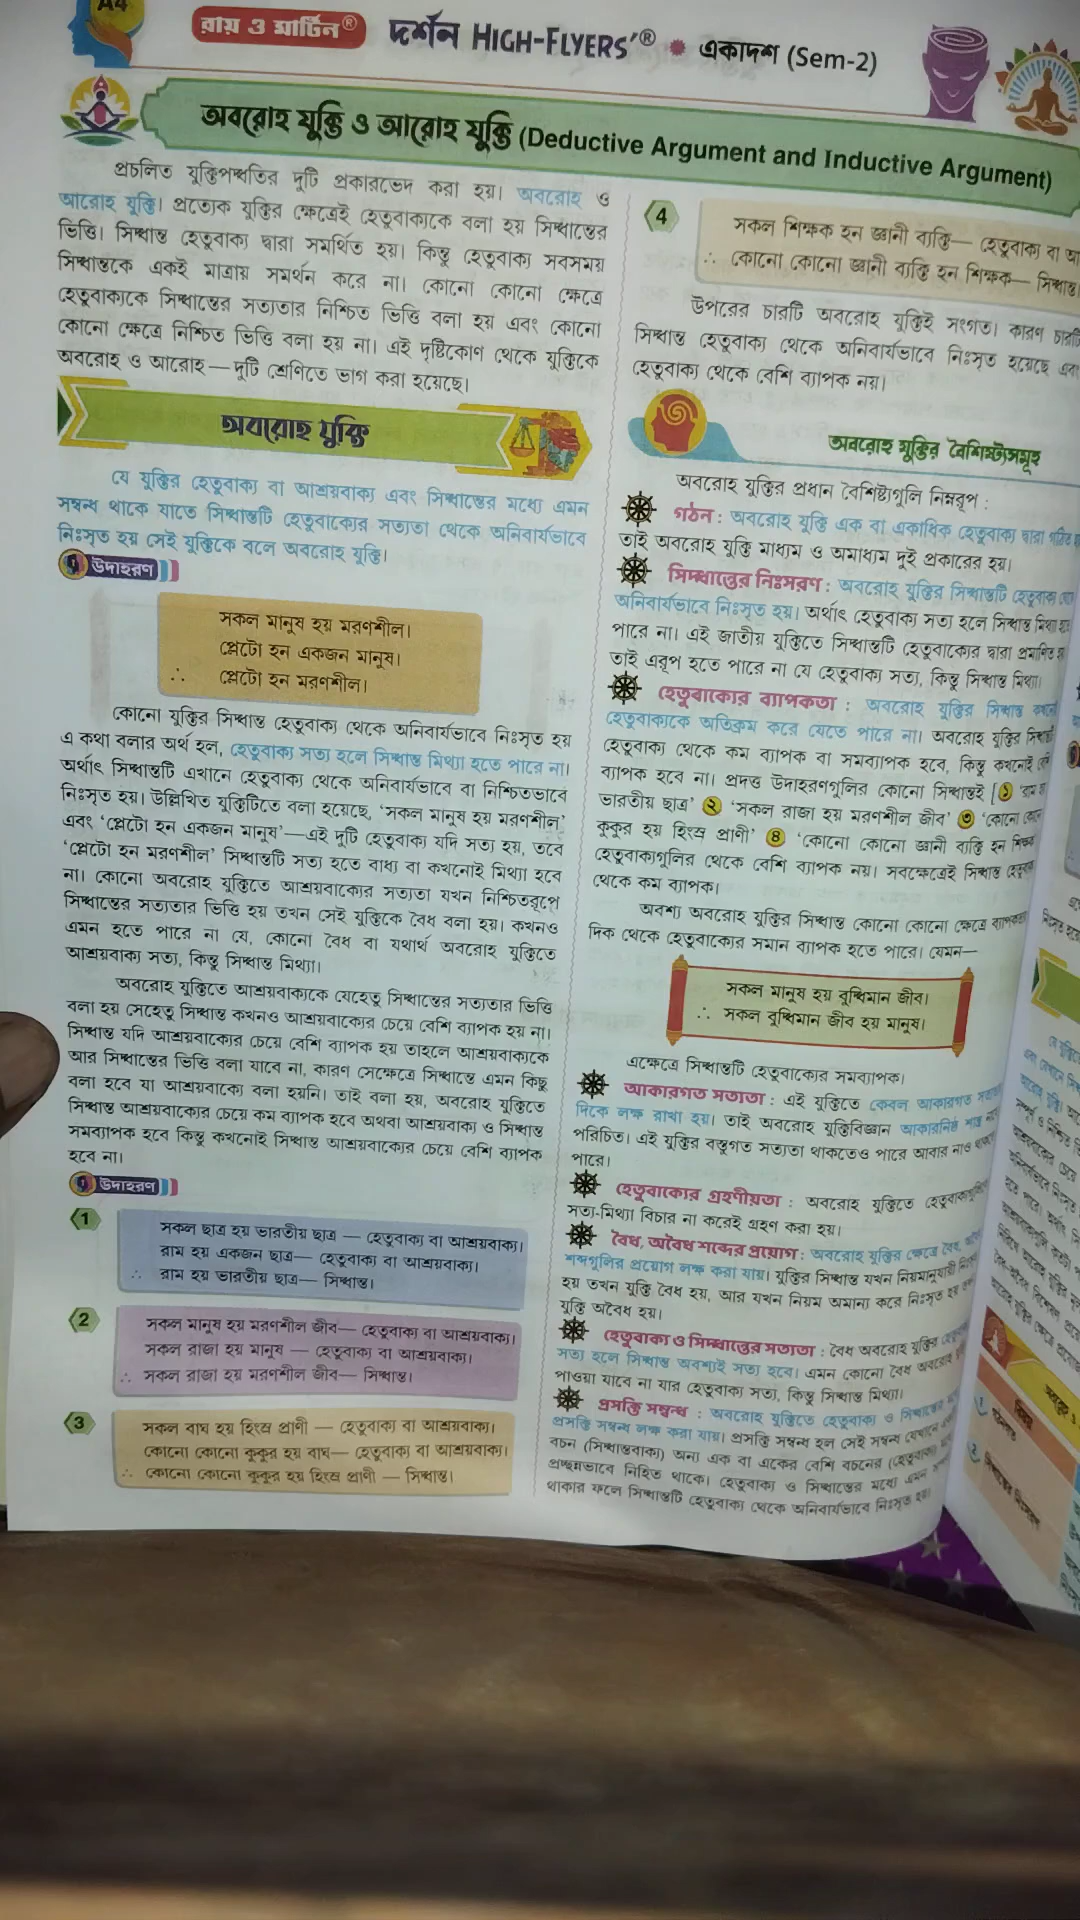 A4
রায় ও মার্টিন®
দর্শন HIGH-FLYERS'® • একাদশ (Sem-2)
অবরোহ যুক্তি ও আরোহ যুক্তি (Deductive Argument and Inductive Argument)
প্রচলিত যুক্তিপদ্ধতির দুটি প্রকারভেদ করা হয়। অবরোহ ও
আরোহ যুক্তি। প্রত্যেক যুক্তির ক্ষেত্রেই হেতুবাক্যকে বলা হয় সিদ্ধান্তের
ভিত্তি। সিদ্ধান্ত হেতুবাক্য দ্বারা সমর্থিত হয়। কিন্তু হেতুবাক্য সবসময়
সিদ্ধান্তকে একই মাত্রায় সমর্থন করে না। কোনো কোনো ক্ষেত্রে
হেতুবাক্যকে সিদ্ধান্তের সত্যতার নিশ্চিত ভিত্তি বলা হয় এবং কোনো
কোনো ক্ষেত্রে নিশ্চিত ভিত্তি বলা হয় না। এই দৃষ্টিকোণ থেকে যুক্তিকে
অবরোহ ও আরোহ—দুটি শ্রেণিতে ভাগ করা হয়েছে।
অবরোহ যুক্তি
যে যুক্তির হেতুবাক্য বা আশ্রয়বাক্য এবং সিদ্ধান্তের মধ্যে এমন
সম্বন্ধ থাকে যাতে সিদ্ধান্তটি হেতুবাক্যের সত্যতা থেকে অনিবার্যভাবে
নিঃসৃত হয় সেই যুক্তিকে বলে অবরোহ যুক্তি।
উদাহরণ
সকল মানুষ হয় মরণশীল।
প্লেটো হন একজন মানুষ।
∴ প্লেটো হন মরণশীল।
কোনো যুক্তির সিদ্ধান্ত হেতুবাক্য থেকে অনিবার্যভাবে নিঃসৃত হয়
এ কথা বলার অর্থ হল, হেতুবাক্য সত্য হলে সিদ্ধান্ত মিথ্যা হতে পারে না।
অর্থাৎ সিদ্ধান্তটি এখানে হেতুবাক্য থেকে অনিবার্যভাবে বা নিশ্চিতভাবে
নিঃসৃত হয়। উল্লিখিত যুক্তিটিতে বলা হয়েছে, ‘সকল মানুষ হয় মরণশীল’
এবং ‘প্লেটো হন একজন মানুষ’—এই দুটি হেতুবাক্য যদি সত্য হয়, তবে
‘প্লেটো হন মরণশীল’ সিদ্ধান্তটি সত্য হতে বাধ্য বা কখনোই মিথ্যা হবে
না। কোনো অবরোহ যুক্তিতে আশ্রয়বাক্যের সত্যতা যখন নিশ্চিতরূপে
সিদ্ধান্তের সত্যতার ভিত্তি হয় তখন সেই যুক্তিকে বৈধ বলা হয়। কখনও
এমন হতে পারে না যে, কোনো বৈধ বা যথার্থ অবরোহ যুক্তিতে
আশ্রয়বাক্য সত্য, কিন্তু সিদ্ধান্ত মিথ্যা।
অবরোহ যুক্তিতে আশ্রয়বাক্যকে যেহেতু সিদ্ধান্তের সত্যতার ভিত্তি
বলা হয় সেহেতু সিদ্ধান্ত কখনও আশ্রয়বাক্যের চেয়ে বেশি ব্যাপক হয় না।
সিদ্ধান্ত যদি আশ্রয়বাক্যের চেয়ে বেশি ব্যাপক হয় তাহলে আশ্রয়বাক্যকে
আর সিদ্ধান্তের ভিত্তি বলা যাবে না, কারণ সেক্ষেত্রে সিদ্ধান্তে এমন কিছু
বলা হবে যা আশ্রয়বাক্যে বলা হয়নি। তাই বলা হয়, অবরোহ যুক্তিতে
সিদ্ধান্ত আশ্রয়বাক্যের চেয়ে কম ব্যাপক হবে অথবা আশ্রয়বাক্য ও সিদ্ধান্ত
সমব্যাপক হবে কিন্তু কখনোই সিদ্ধান্ত আশ্রয়বাক্যের চেয়ে বেশি ব্যাপক
হবে না।
উদাহরণ
1
সকল ছাত্র হয় ভারতীয় ছাত্র — হেতুবাক্য বা আশ্রয়বাক্য।
রাম হয় একজন ছাত্র— হেতুবাক্য বা আশ্রয়বাক্য।
∴ রাম হয় ভারতীয় ছাত্র— সিদ্ধান্ত।
2
সকল মানুষ হয় মরণশীল জীব— হেতুবাক্য বা আশ্রয়বাক্য।
সকল রাজা হয় মানুষ — হেতুবাক্য বা আশ্রয়বাক্য।
∴ সকল রাজা হয় মরণশীল জীব— সিদ্ধান্ত।
3
সকল বাঘ হয় হিংস্র প্রাণী — হেতুবাক্য বা আশ্রয়বাক্য।
কোনো কোনো কুকুর হয় বাঘ— হেতুবাক্য বা আশ্রয়বাক্য।
∴ কোনো কোনো কুকুর হয় হিংস্র প্রাণী — সিদ্ধান্ত।
4
সকল শিক্ষক হন জ্ঞানী ব্যক্তি— হেতুবাক্য বা
∴ কোনো কোনো জ্ঞানী ব্যক্তি হন শিক্ষক— সিদ্ধান্ত
উপরের চারটি অবরোহ যুক্তিই সংগত। কারণ
সিদ্ধান্ত হেতুবাক্য থেকে অনিবার্যভাবে নিঃসৃত হয়েছে
হেতুবাক্য থেকে বেশি ব্যাপক নয়।
অবরোহ যুক্তির বৈশিষ্ট্যসমূহ
অবরোহ যুক্তির প্রধান বৈশিষ্ট্যগুলি নিম্নরূপ :
গঠন : অবরোহ যুক্তি এক বা একাধিক হেতুবাক্য দ্বারা গঠিত
তাই অবরোহ যুক্তি মাধ্যম ও অমাধ্যম দুই প্রকারের হয়।
সিদ্ধান্তের নিঃসরণ : অবরোহ যুক্তির সিদ্ধান্তটি হেতুবাক্য
অনিবার্যভাবে নিঃসৃত হয়। অর্থাৎ হেতুবাক্য সত্য হলে সিদ্ধান্ত মিথ্যা
পারে না। এই জাতীয় যুক্তিতে সিদ্ধান্তটি হেতুবাক্যের দ্বারা প্রমাণিত
তাই এরূপ হতে পারে না যে হেতুবাক্য সত্য, কিন্তু সিদ্ধান্ত মিথ্যা।
হেতুবাক্যের ব্যাপকতা : অবরোহ যুক্তির সিদ্ধান্ত
হেতুবাক্যকে অতিক্রম করে যেতে পারে না। অবরোহ যুক্তির
হেতুবাক্য থেকে কম ব্যাপক বা সমব্যাপক হবে, কিন্তু কখনোই
ব্যাপক হবে না। প্রদত্ত উদাহরণগুলির কোনো সিদ্ধান্তই [১ ‘রাম
ভারতীয় ছাত্র’ ২ ‘সকল রাজা হয় মরণশীল জীব’ ৩ ‘কোনো
কুকুর হয় হিংস্র প্রাণী’ ৪ ‘কোনো কোনো জ্ঞানী ব্যক্তি হন
হেতুবাক্যগুলির থেকে বেশি ব্যাপক নয়। সবক্ষেত্রেই সিদ্ধান্ত
থেকে কম ব্যাপক।
অবশ্য অবরোহ যুক্তির সিদ্ধান্ত কোনো কোনো ক্ষেত্রে
দিক থেকে হেতুবাক্যের সমান ব্যাপক হতে পারে। যেমন—
সকল মানুষ হয় বুদ্ধিমান জীব।
∴ সকল বুদ্ধিমান জীব হয় মানুষ।
এক্ষেত্রে সিদ্ধান্তটি হেতুবাক্যের সমব্যাপক।
আকারগত সত্যতা : এই যুক্তিতে কেবল আকারগত
দিকে লক্ষ রাখা হয়। তাই অবরোহ যুক্তিবিজ্ঞান আকারনিষ্ঠ
পরিচিত। এই যুক্তির বস্তুগত সত্যতা থাকতেও পারে আবার নাও
পারে।
হেতুবাক্যের গ্রহণীয়তা : অবরোহ যুক্তিতে
সত্য-মিথ্যা বিচার না করেই গ্রহণ করা হয়।
বৈধ, অবৈধ শব্দের প্রয়োগ : অবরোহ যুক্তির ক্ষেত্রে বৈধ,
শব্দগুলির প্রয়োগ লক্ষ করা যায়। যুক্তির সিদ্ধান্ত যখন নিয়মানুযায়ী
হয় তখন যুক্তি বৈধ হয়, আর যখন নিয়ম অমান্য করে নিঃসৃত হয়
যুক্তি অবৈধ হয়।
হেতুবাক্য ও সিদ্ধান্তের সত্যতা : বৈধ অবরোহ যুক্তির
সত্য হলে সিদ্ধান্ত অবশ্যই সত্য হবে। এমন কোনো বৈধ অবরোহ
পাওয়া যাবে না যার হেতুবাক্য সত্য, কিন্তু সিদ্ধান্ত মিথ্যা।
প্রসক্তি সম্বন্ধ : অবরোহ যুক্তিতে হেতুবাক্য ও
প্রসক্তি সম্বন্ধ লক্ষ করা যায়। প্রসক্তি সম্বন্ধ হল সেই সম্বন্ধ যেখানে
বচন (সিদ্ধান্তবাক্য) অন্য এক বা একের বেশি বচনের (হেতুবাক্য)
প্রচ্ছন্নভাবে নিহিত থাকে। হেতুবাক্য ও সিদ্ধান্তের মধ্যে এমন
থাকার ফলে সিদ্ধান্তটি হেতুবাক্য থেকে অনিবার্যভাবে নিঃসৃত হয়।